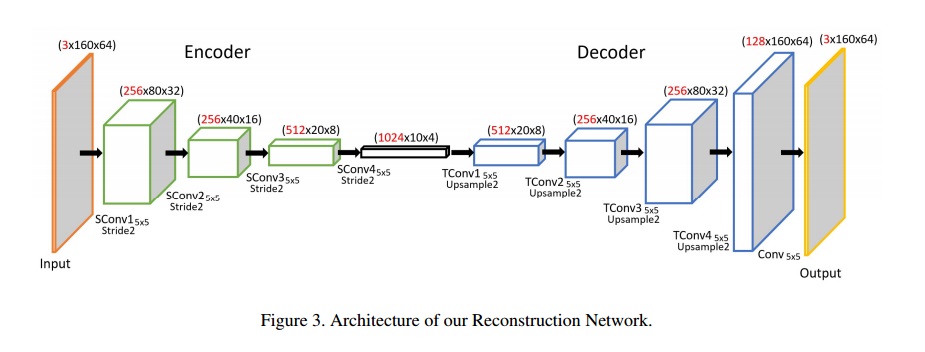 Encoder
Decoder
(3x160x64)
(256x80x32)
(256x40x16)
(512x20x8)
(1024x10x4)
(512x20x8)
(256x40x16)
(256x80x32)
(128x160x64)
(3x160x64)
Input
SConv1 5x5
Stride2
SConv2 5x5
Stride2
SConv3 5x5
Stride2
SConv4 5x5
Stride2
TConv1 5x5
Upsample2
TConv2 5x5
Upsample2
TConv3 5x5
Upsample2
TConv4 5x5
Upsample2
Conv 5x5
Output
Figure 3. Architecture of our Reconstruction Network.